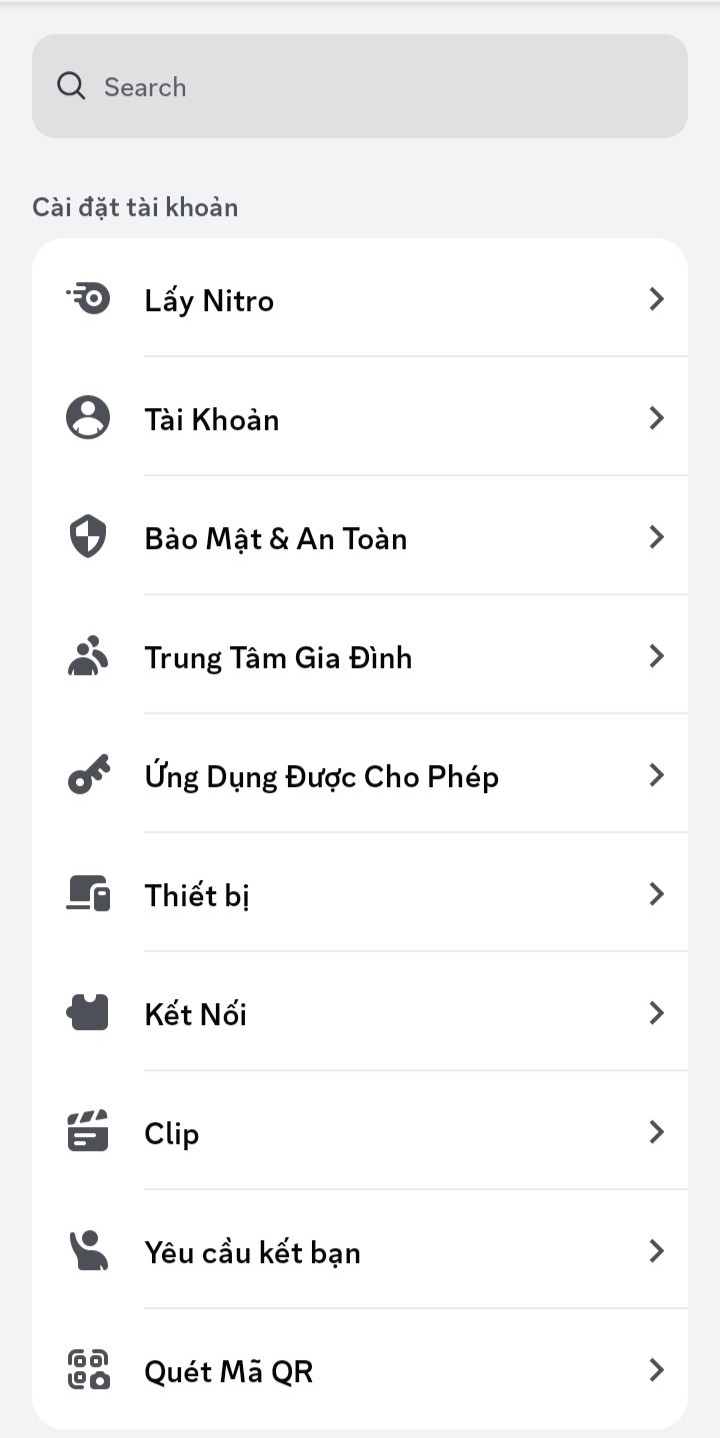 Search
Cài đặt tài khoản
Lấy Nitro
Tài Khoản
Bảo Mật & An Toàn
Trung Tâm Gia Đình
Ứng Dụng Được Cho Phép
Thiết bị
Kết Nối
Clip
Yêu cầu kết bạn
Quét Mã QR